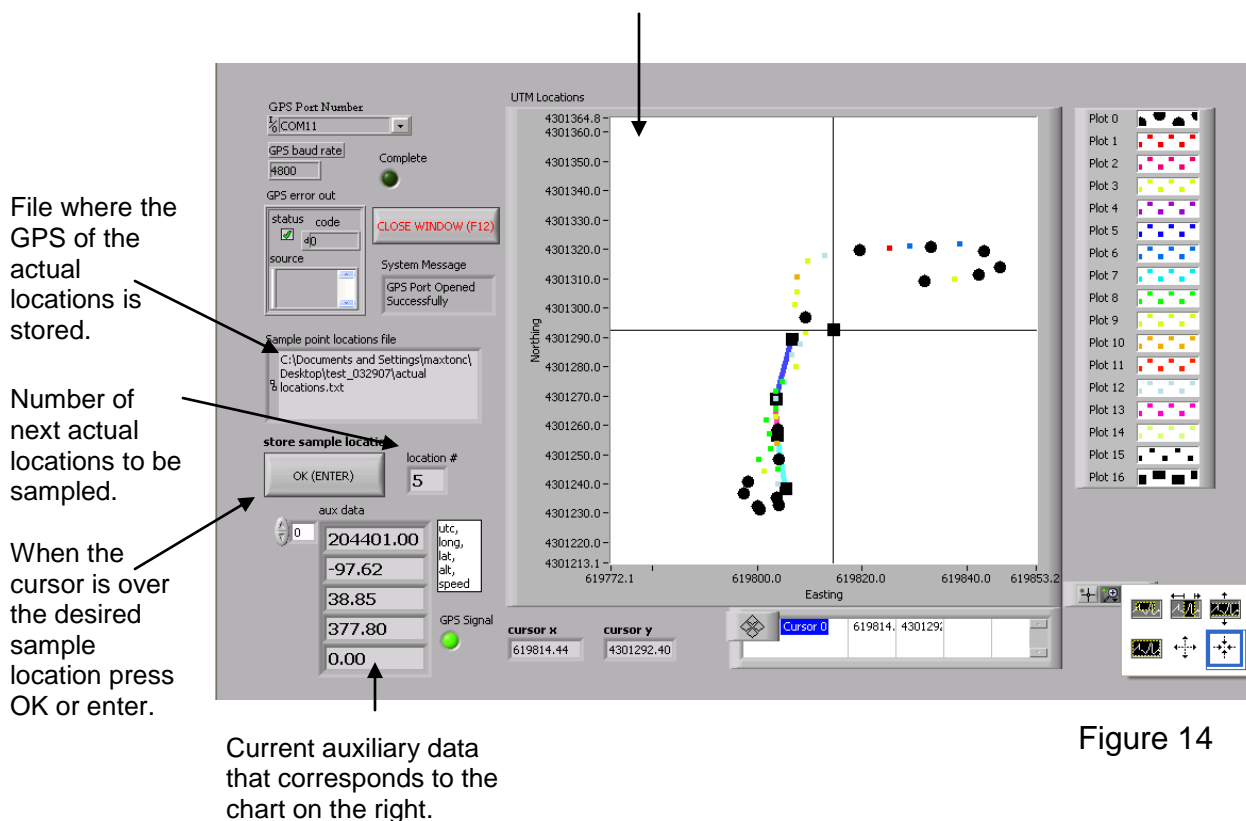 UTM Locations
GPS Port Number
COM11
GPS baud rate
4800
Complete
GPS error out
status
code
d0
source
CLOSE WINDOW (F12)
System Message
GPS Port Opened
Successfully
Sample point locations file
C:\Documents and Settings\maxtonc\
Desktop\test_032907\actual
locations.txt
store sample location
OK (ENTER)
location #
5
aux data
0
204401.00
-97.62
38.85
377.80
0.00
utc,
long,
lat,
alt,
speed
GPS Signal
File where the
GPS of the
actual
locations is
stored.
Number of
next actual
locations to be
sampled.
When the
cursor is over
the desired
sample
location press
OK or enter.
Current auxiliary data
that corresponds to the
chart on the right.
Northing
4301364.8
4301360.0
4301350.0
4301340.0
4301330.0
4301320.0
4301310.0
4301300.0
4301290.0
4301280.0
4301270.0
4301260.0
4301250.0
4301240.0
4301230.0
4301220.0
4301213.1
619772.1
619800.0
619820.0
619840.0
619853.2
Easting
cursor x
619814.44
cursor y
4301292.40
Cursor 0
619814.
430129
Plot 0
Plot 1
Plot 2
Plot 3
Plot 4
Plot 5
Plot 6
Plot 7
Plot 8
Plot 9
Plot 10
Plot 11
Plot 12
Plot 13
Plot 14
Plot 15
Plot 16
Figure 14